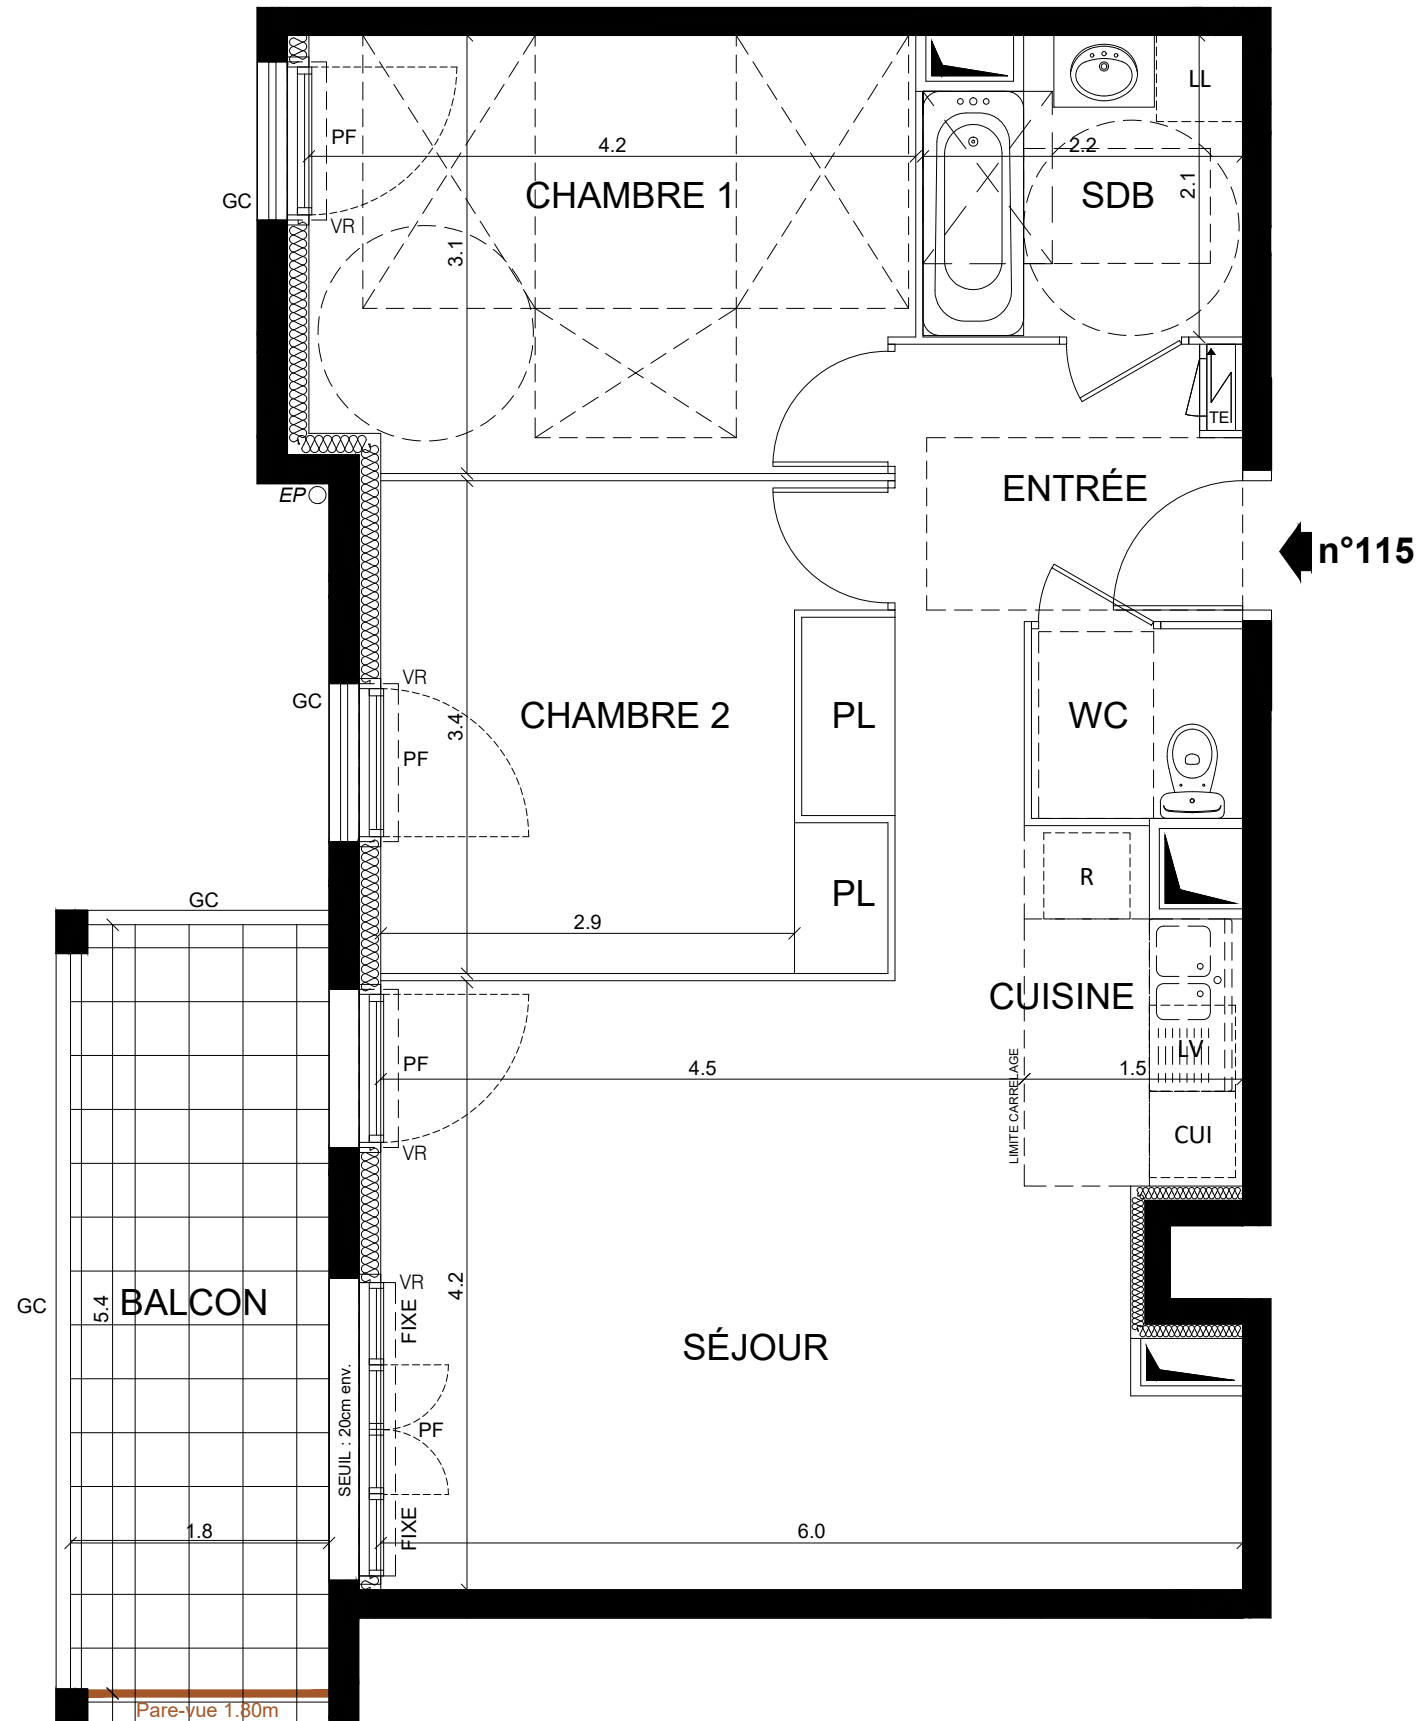 LL
PF
4.2
2.2
CHAMBRE 1
SDB
2.1
GC
VR
3.1
TE
ENTRÉE
EP
n°115
VR
GC
CHAMBRE 2
PL
WC
3.4
PF
R
PL
GC
2.9
CUISINE
LV
PF
4.5
1.5
LIMITE CARRELAGE
CUI
VR
VR
4.2
FIXE
GC
5.4
BALCON
SÉJOUR
SEUIL : 20cm env.
PF
FIXE
1.8
6.0
Pare-vue 1.80m